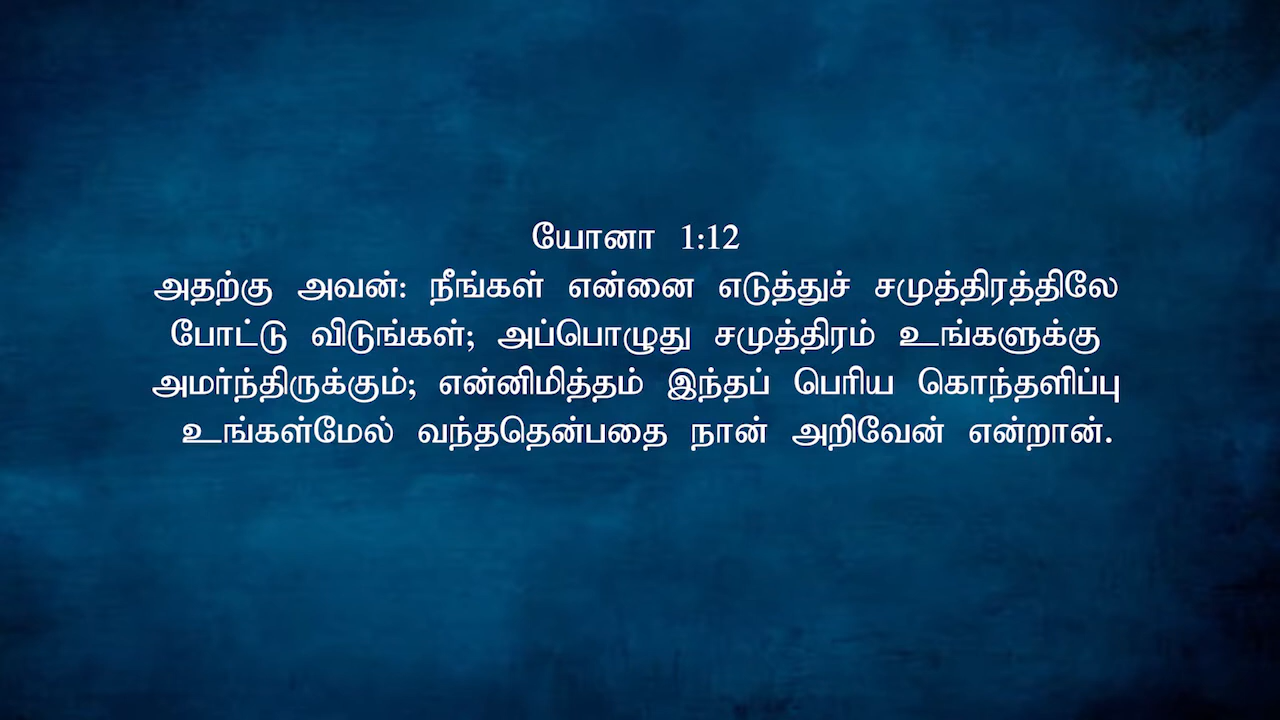 யோனா 1:12
அதற்கு அவன்: நீங்கள் என்னை எடுத்துச் சமுத்திரத்திலே
போட்டு விடுங்கள்; அப்பொழுது சமுத்திரம் உங்களுக்கு
அமர்ந்திருக்கும்; என்னிமித்தம் இந்தப் பெரிய கொந்தளிப்பு
உங்கள்மேல் வந்ததென்பதை நான் அறிவேன் என்றான்.